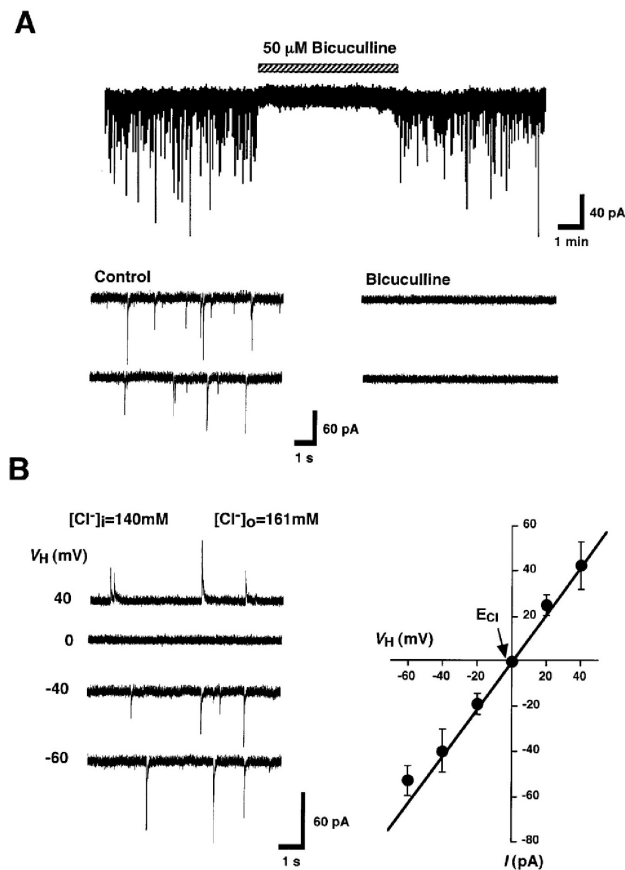 A
50 μM Bicuculline
40 pA
1 min
Control
Bicuculline
60 pA
1 s
B
[Cl-]i=140mM [Cl-]o=161mM
VH (mV)
40
0
-40
-60
60 pA
1 s
60
40
20
ECl
VH (mV)
-60 -40 -20 20 40
-20
-40
-60
-80
I (pA)